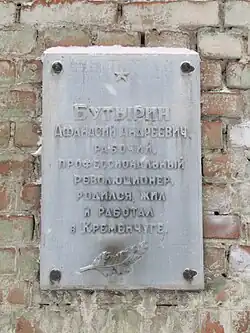 БУТЫРИН
АФАНАСИЙ АНДРЕЕВИЧ,
РАБОЧИЙ,
ПРОФЕССИОНАЛЬНЫЙ
РЕВОЛЮЦИОНЕР,
РОДИЛСЯ, ЖИЛ
И РАБОТАЛ
В КРЕМЕНЧУГЕ.